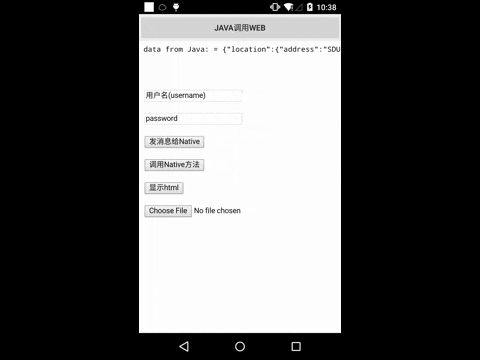 10:38
JAVA调用WEB
data from Java: = {"location":{"address":"SDU
用户名(username)
password
发消息给Native
调用Native方法
显示html
Choose File No file chosen